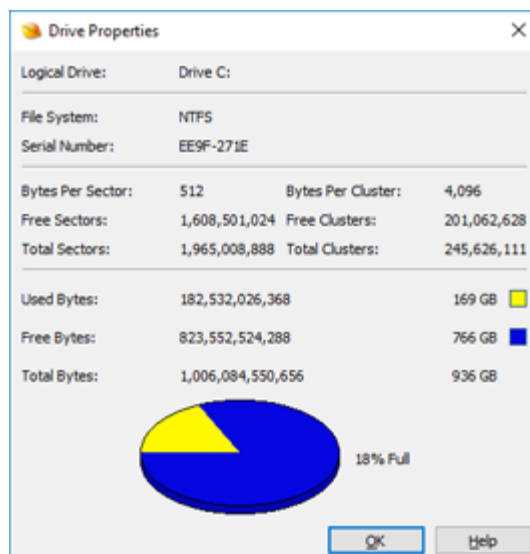 Drive Properties
Logical Drive: Drive C:
File System: NTFS
Serial Number: EE9F-271E
Bytes Per Sector: 512 Bytes Per Cluster: 4,096
Free Sectors: 1,608,501,024 Free Clusters: 201,062,628
Total Sectors: 1,965,008,888 Total Clusters: 245,626,111
Used Bytes: 182,532,026,368 169 GB
Free Bytes: 823,552,524,288 766 GB
Total Bytes: 1,006,084,550,656 936 GB
18% Full
OK Help